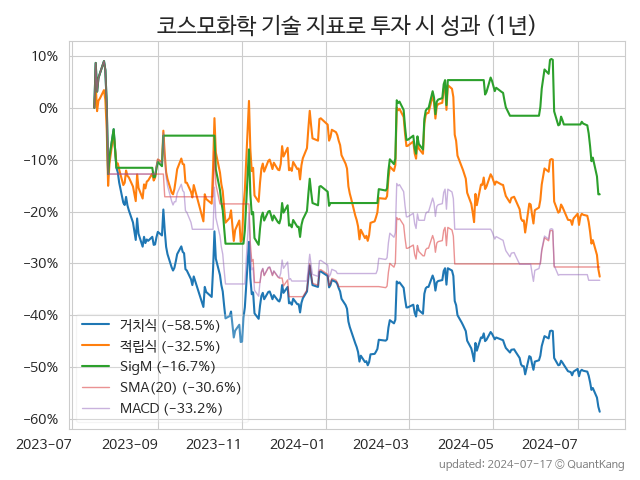 코스모화학 기술 지표로 투자 시 성과 (1년)
10%
0%
−10%
−20%
−30%
−40%
−50%
−60%
거치식 (−58.5%)
적립식 (−32.5%)
SigM (−16.7%)
SMA(20) (−30.6%)
MACD (−33.2%)
2023-07 2023-09 2023-11 2024-01 2024-03 2024-05 2024-07
updated: 2024-07-17 © QuantKang